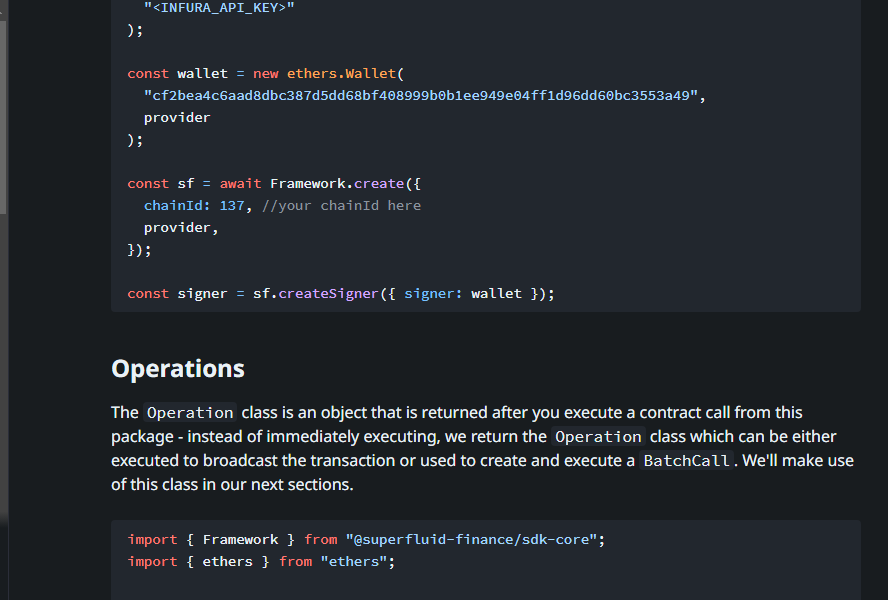 "<INFURA_API_KEY>"
);
const wallet = new ethers.Wallet(
"cf2bea4c6aad8dbc387d5dd68bf408999b0b1ee949e04ff1d96dd60bc3553a49",
provider
);
const sf = await Framework.create({
chainId: 137, //your chainId here
provider,
});
const signer = sf.createSigner({ signer: wallet });
Operations
The Operation class is an object that is returned after you execute a contract call from this
package - instead of immediately executing, we return the Operation class which can be either
executed to broadcast the transaction or used to create and execute a BatchCall. We'll make use
of this class in our next sections.
import { Framework } from "@superfluid-finance/sdk-core";
import { ethers } from "ethers";